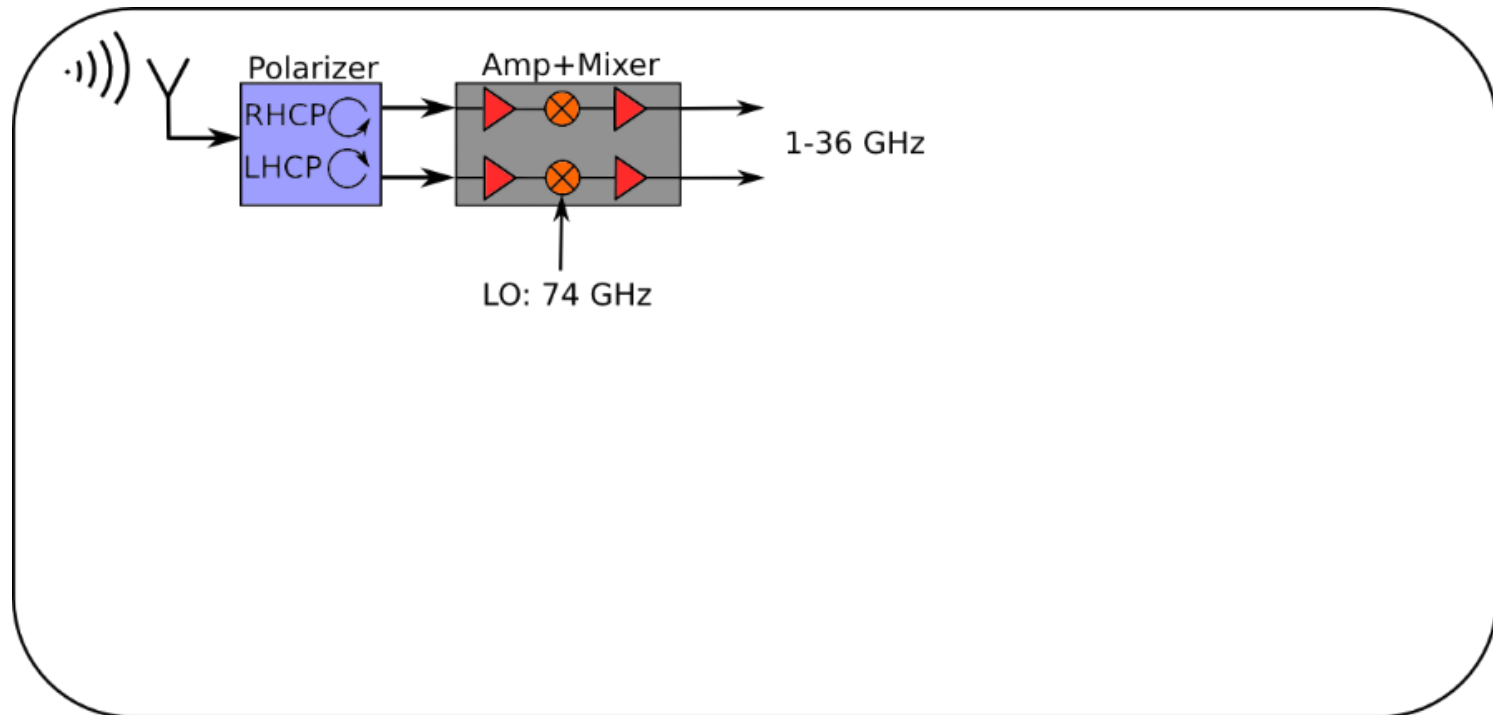 Polarizer
Amp+Mixer
RHCP
LHCP
1-36 GHz
LO: 74 GHz